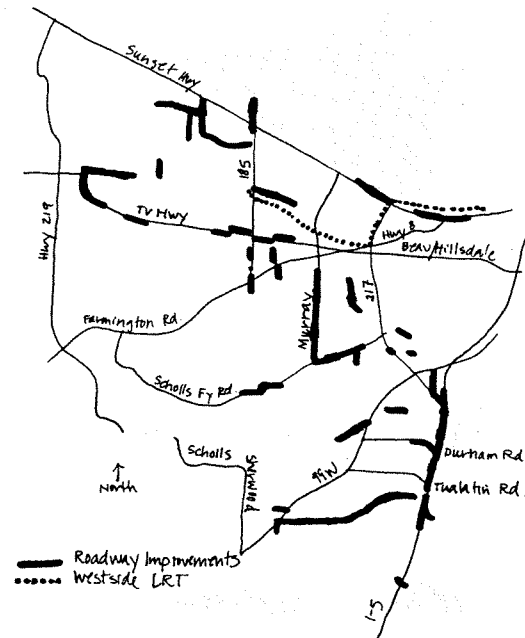 Sunset Hwy
185
Hwy 219
TV Hwy
Hwy 8
Beav/Hillsdale
217
Murray
Farmington Rd.
Scholls Fy Rd.
Scholls
Sherwood
99W
Durham Rd
Tualatin Rd.
↑
North
Roadway Improvements
Westside LRT
I-5